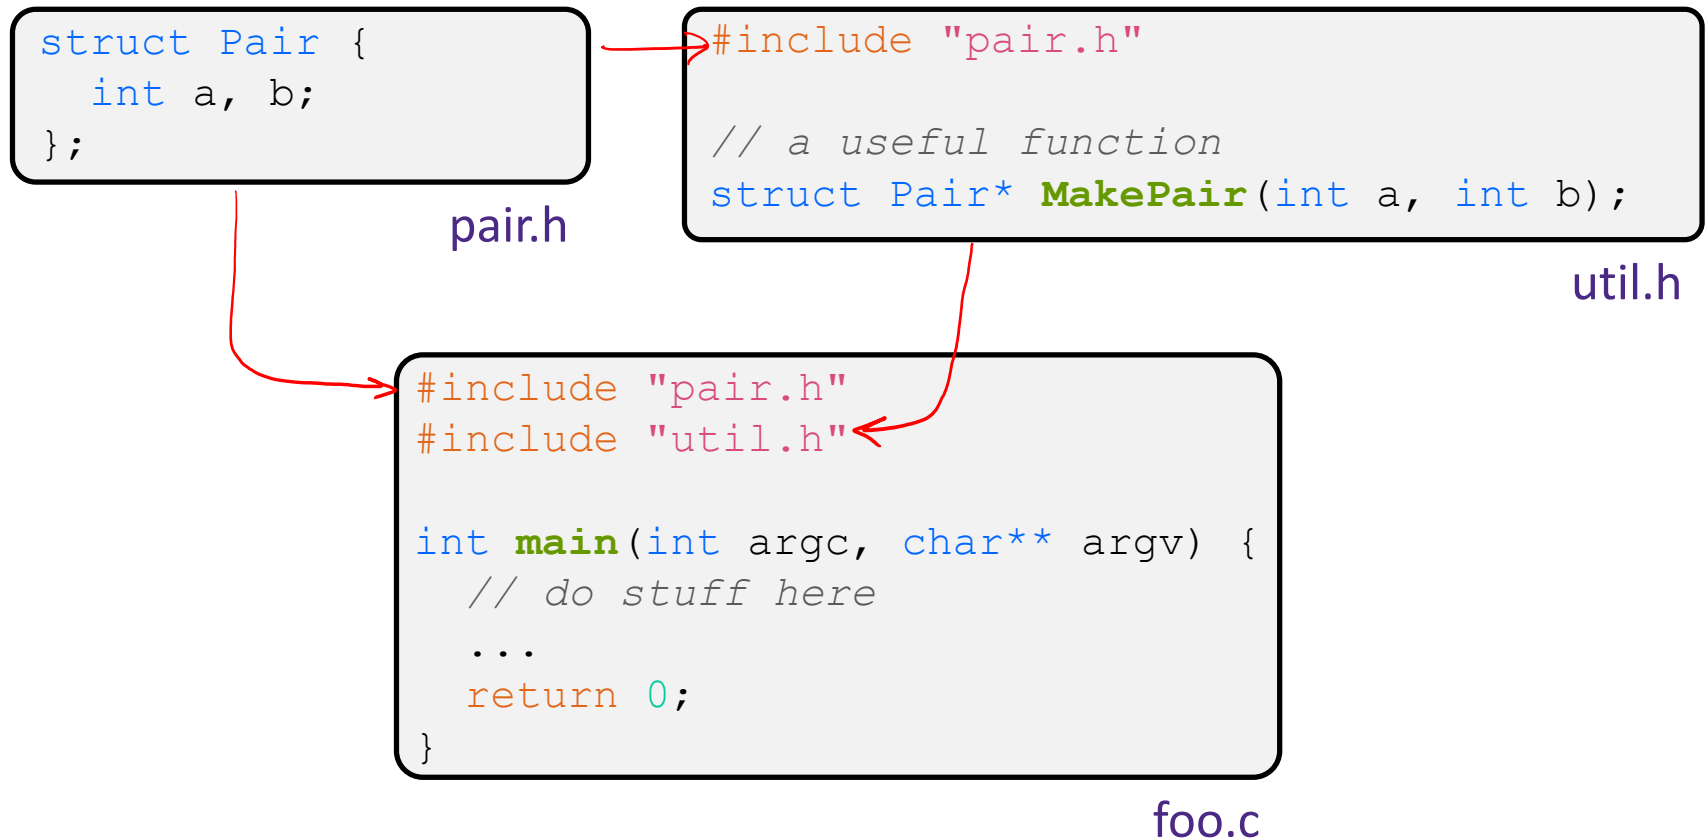 struct Pair {
  int a, b;
};
pair.h
#include "pair.h"
// a useful function
struct Pair* MakePair(int a, int b);
util.h
#include "pair.h"
#include "util.h"
int main(int argc, char** argv) {
  // do stuff here
  ...
  return 0;
}
foo.c